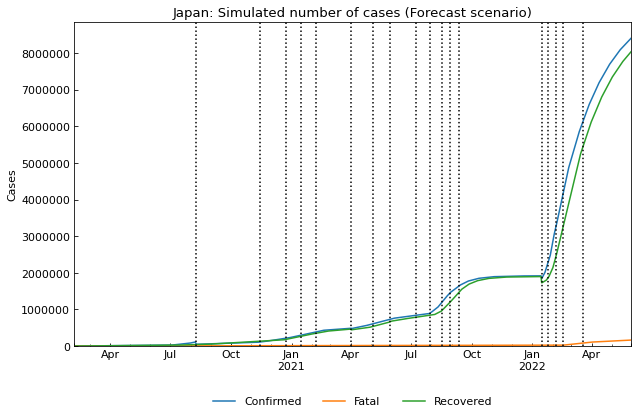 Japan: Simulated number of cases (Forecast scenario)
8000000
7000000
6000000
5000000
4000000
3000000
2000000
1000000
0
Cases
Apr Jul Oct Jan Apr Jul Oct Jan Apr
2021 2022
Confirmed Fatal Recovered